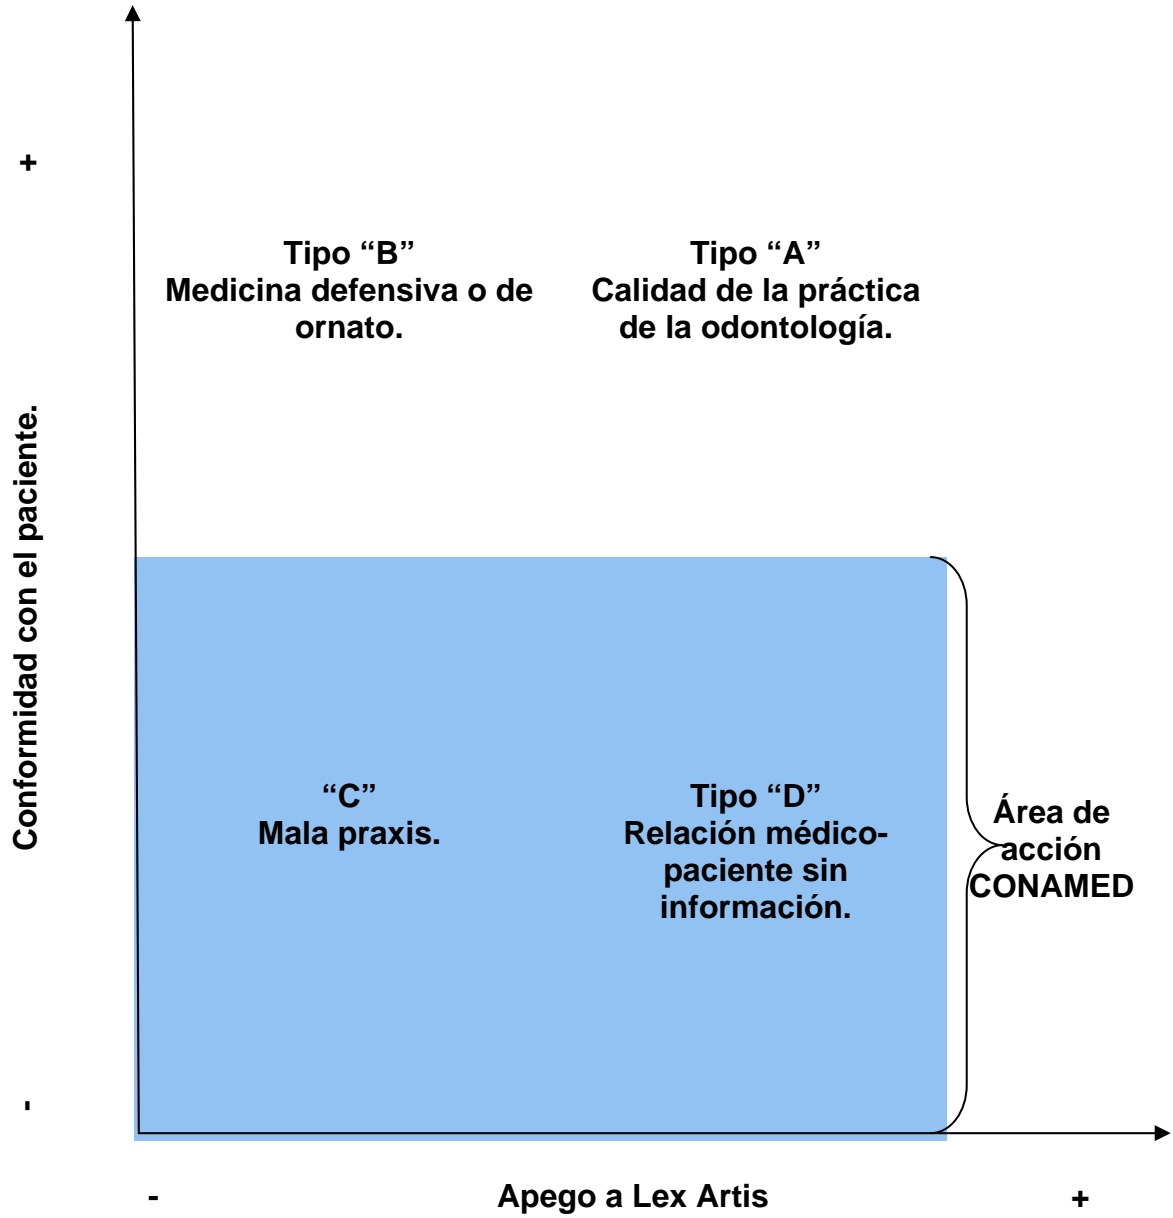 +
Tipo “B”
Medicina defensiva o de
ornato.
Tipo “A”
Calidad de la práctica
de la odontología.
Conformidad con el paciente.
“C”
Mala praxis.
Tipo “D”
Relación médico-
paciente sin
información.
Área de
acción
CONAMED
-
-
Apego a Lex Artis
+